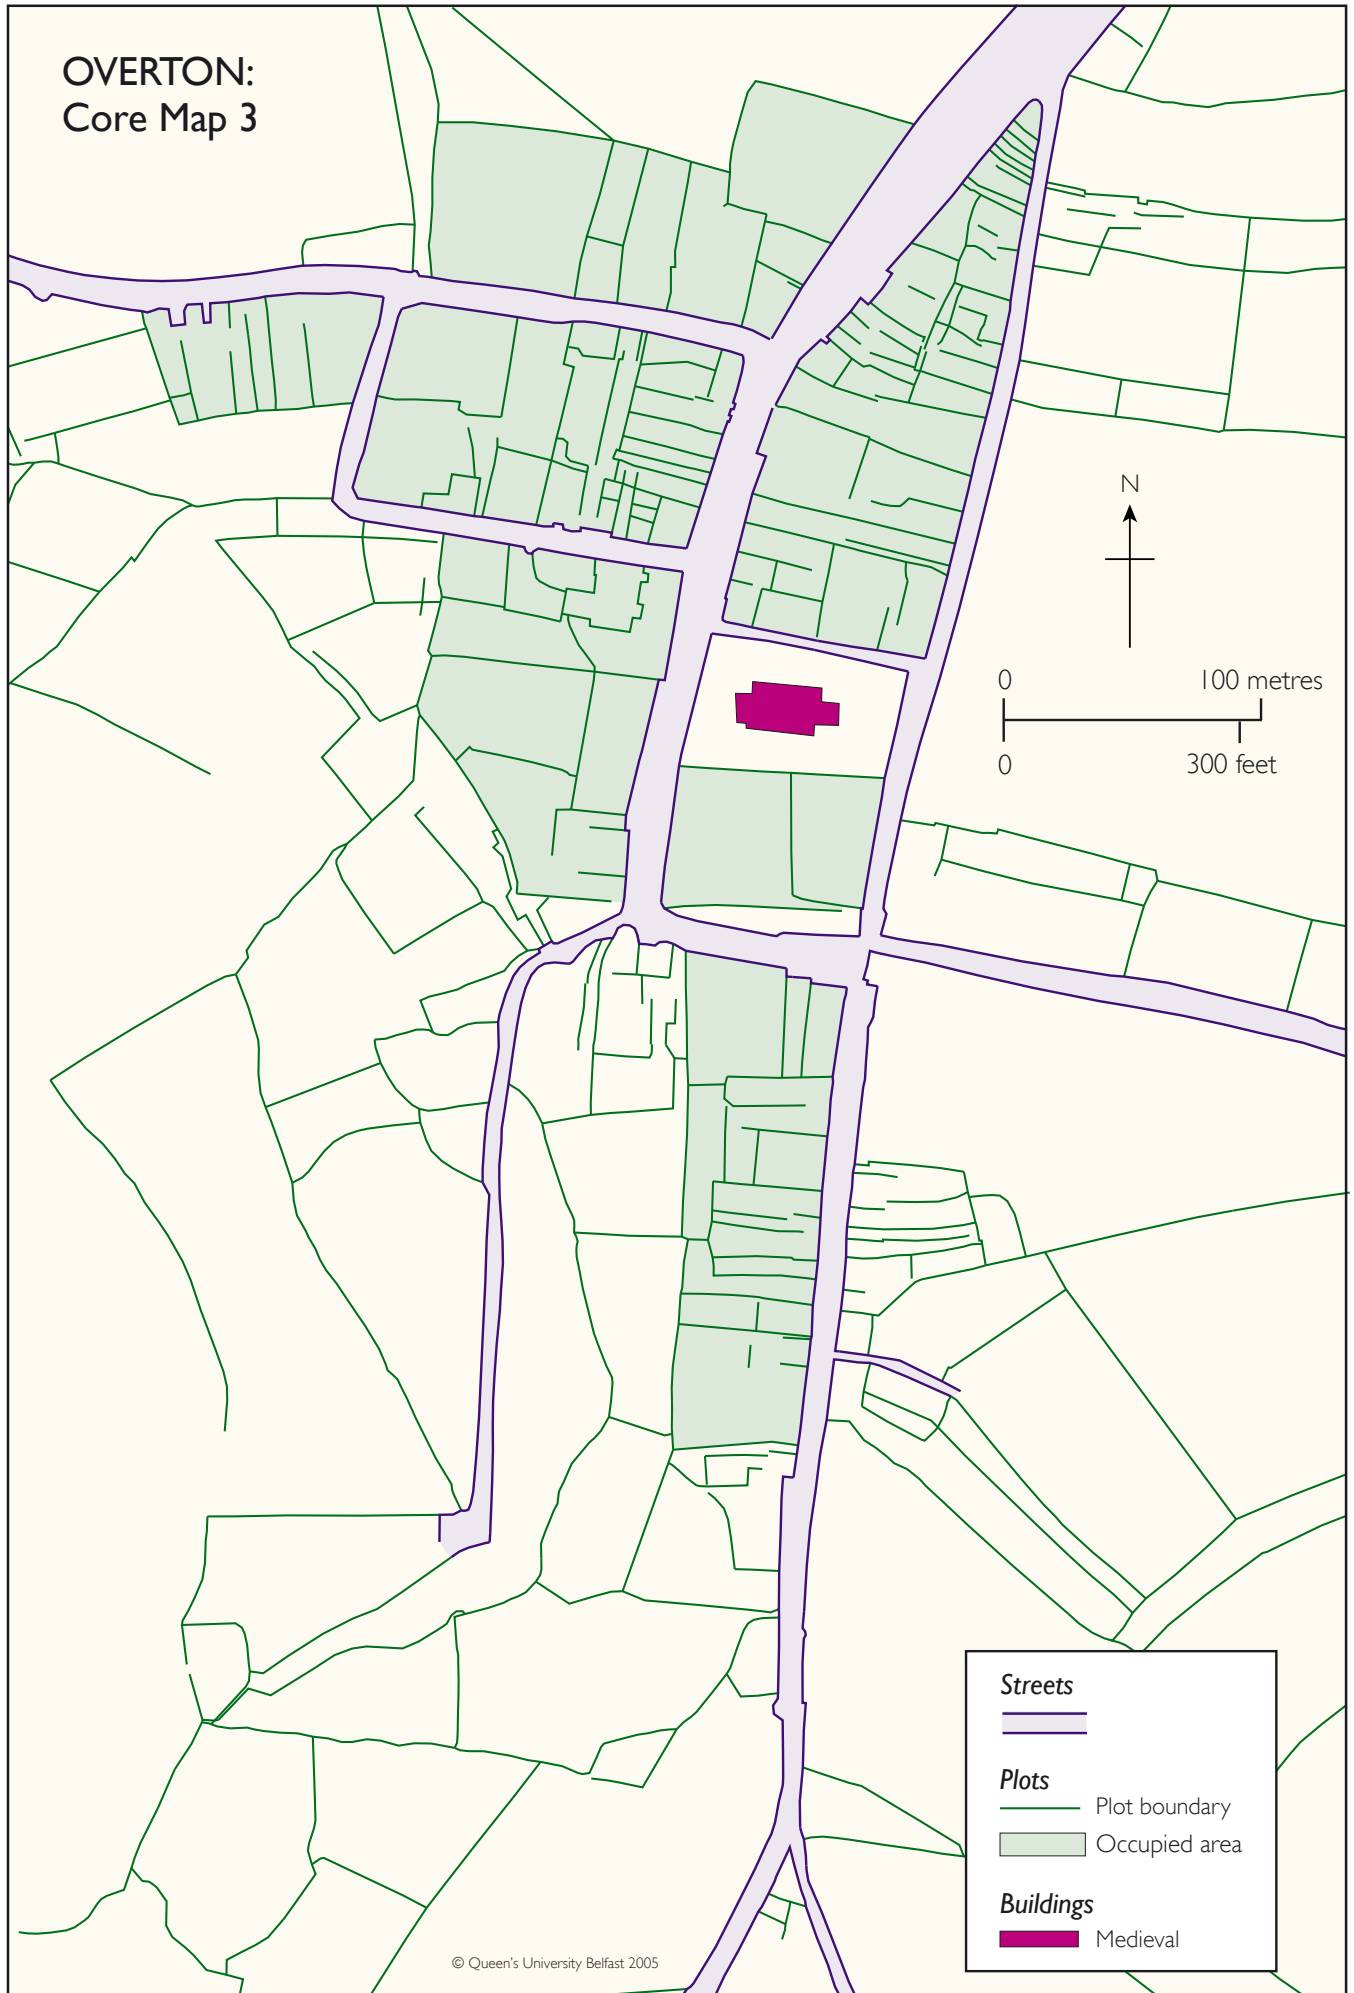 OVERTON:
Core Map 3
N
0 100 metres
0 300 feet
Streets
Plots
Plot boundary
Occupied area
Buildings
Medieval
© Queen's University Belfast 2005